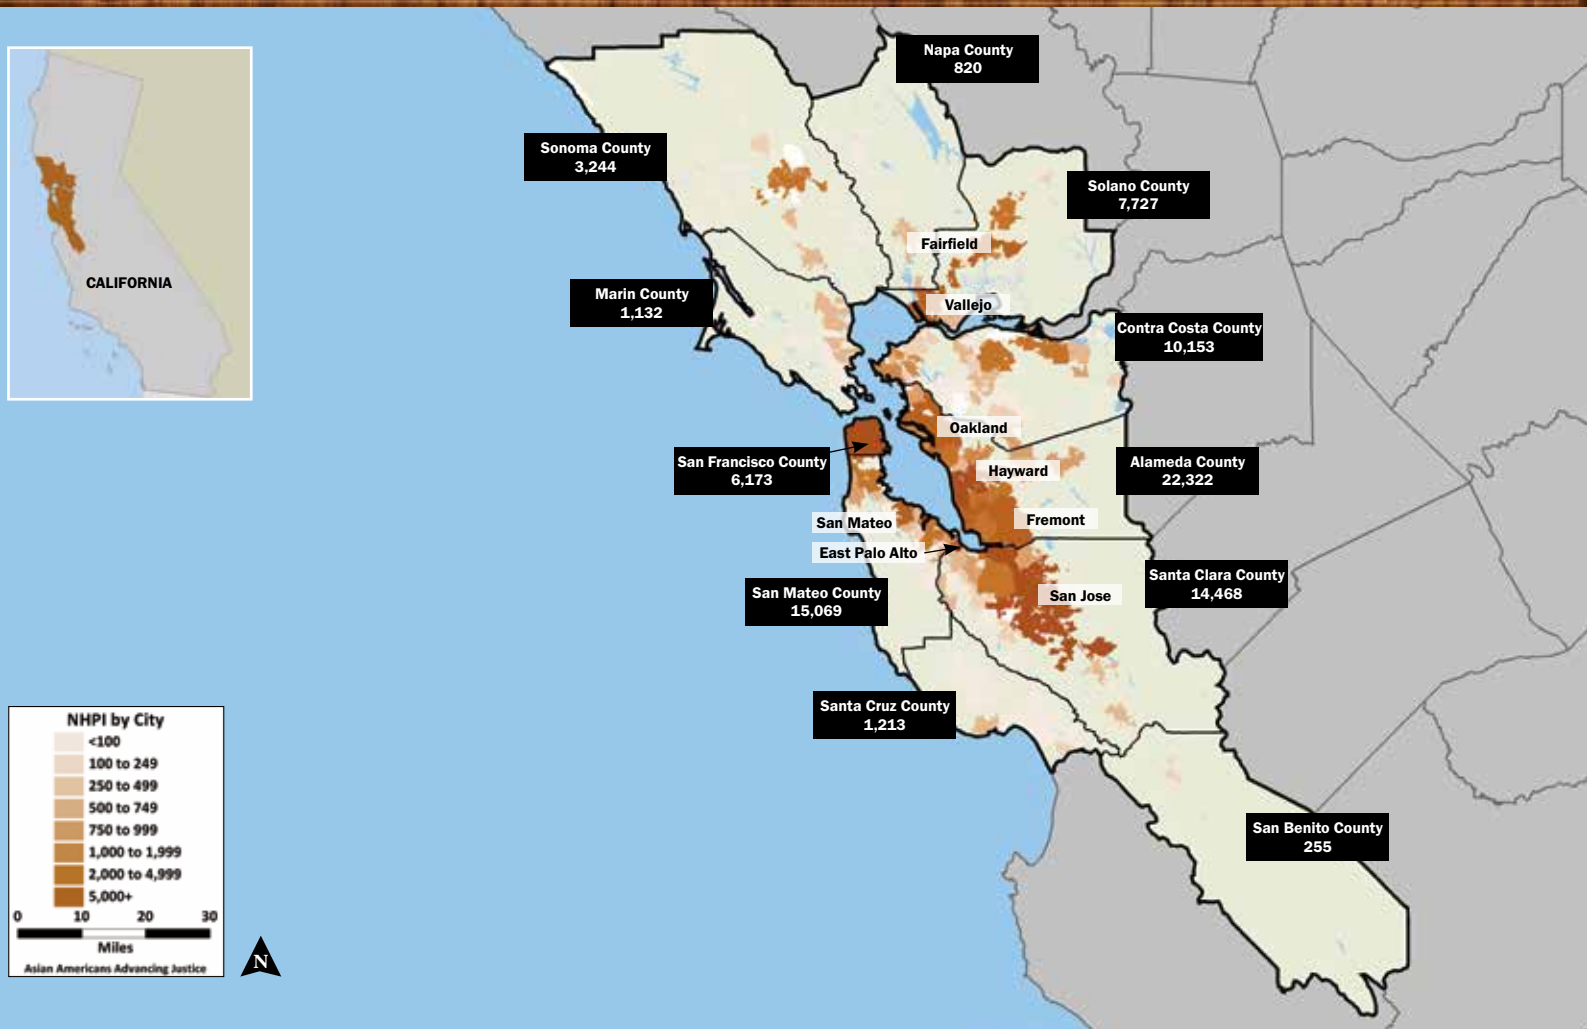 Napa County
820
Sonoma County
3,244
Solano County
7,727
Fairfield
CALIFORNIA
Marin County
1,132
Vallejo
Contra Costa County
10,153
Oakland
San Francisco County
6,173
Hayward
Alameda County
22,322
San Mateo
Fremont
East Palo Alto
San Mateo County
15,069
San Jose
Santa Clara County
14,468
Santa Cruz County
1,213
San Benito County
255
NHPI by City
<100
100 to 249
250 to 499
500 to 749
750 to 999
1,000 to 1,999
2,000 to 4,999
5,000+
0 10 20 30
Miles
Asian Americans Advancing Justice
N